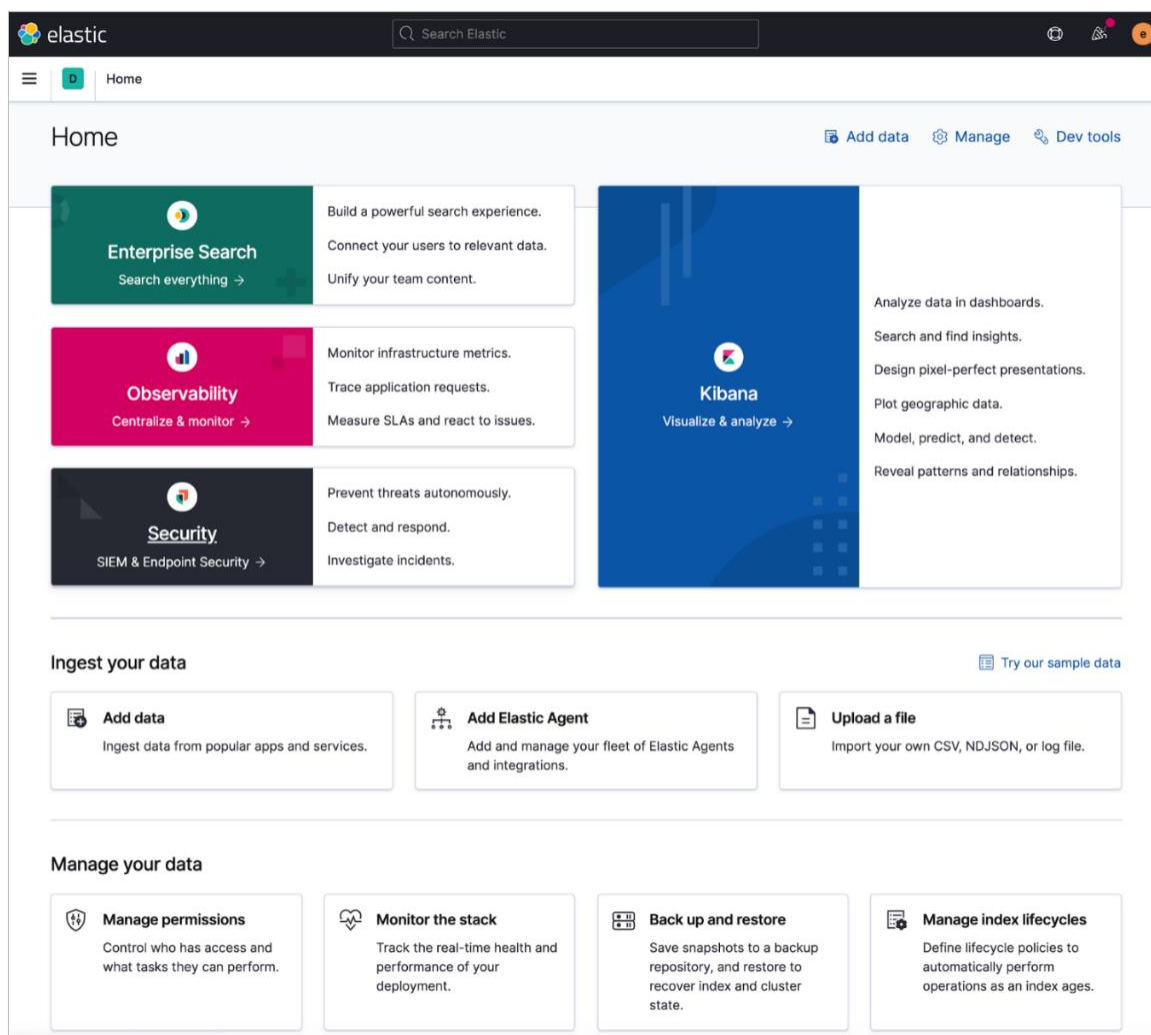 elastic
Search Elastic
e
D
Home
Home
Add data
Manage
Dev tools
Enterprise Search
Search everything →
Build a powerful search experience.
Connect your users to relevant data.
Unify your team content.
Observability
Centralize & monitor →
Monitor infrastructure metrics.
Trace application requests.
Measure SLAs and react to issues.
Security
SIEM & Endpoint Security →
Prevent threats autonomously.
Detect and respond.
Investigate incidents.
Kibana
Visualize & analyze →
Analyze data in dashboards.
Search and find insights.
Design pixel-perfect presentations.
Plot geographic data.
Model, predict, and detect.
Reveal patterns and relationships.
Ingest your data
Try our sample data
Add data
Ingest data from popular apps and services.
Add Elastic Agent
Add and manage your fleet of Elastic Agents
and integrations.
Upload a file
Import your own CSV, NDJSON, or log file.
Manage your data
Manage permissions
Control who has access and
what tasks they can perform.
Monitor the stack
Track the real-time health and
performance of your
deployment.
Back up and restore
Save snapshots to a backup
repository, and restore to
recover index and cluster
state.
Manage index lifecycles
Define lifecycle policies to
automatically perform
operations as an index ages.